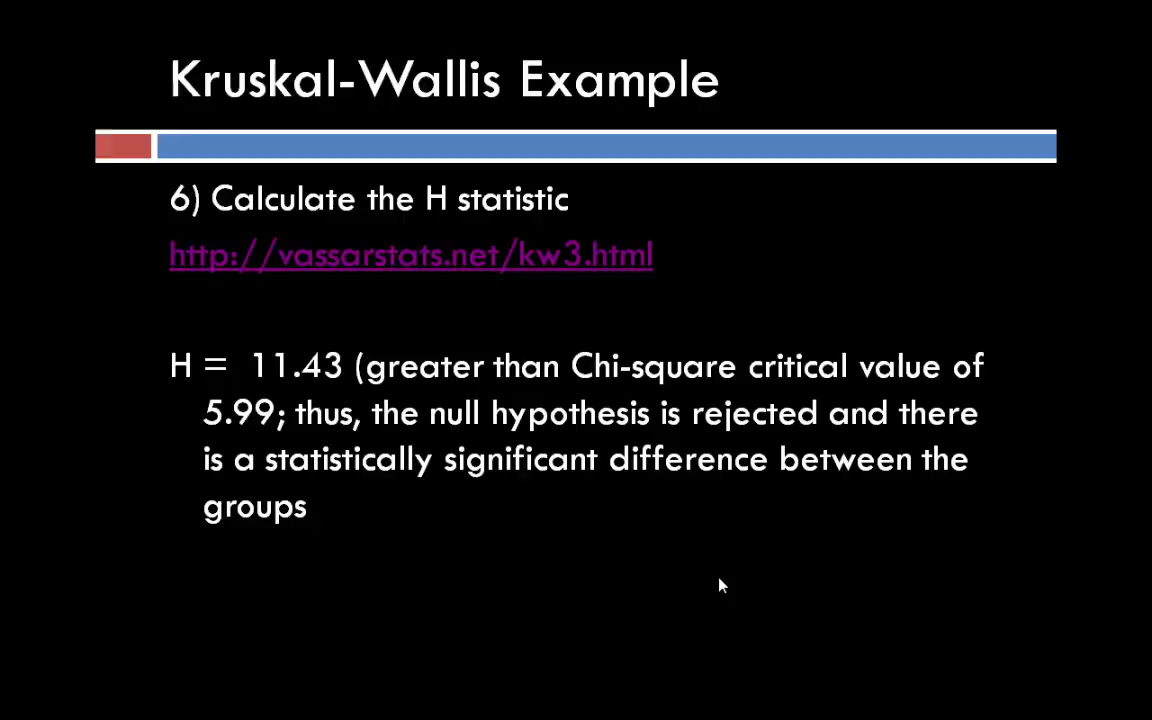 Kruskal-Wallis Example
6) Calculate the H statistic
http://vassarstats.net/kw3.html
H = 11.43 (greater than Chi-square critical value of
5.99; thus, the null hypothesis is rejected and there
is a statistically significant difference between the
groups